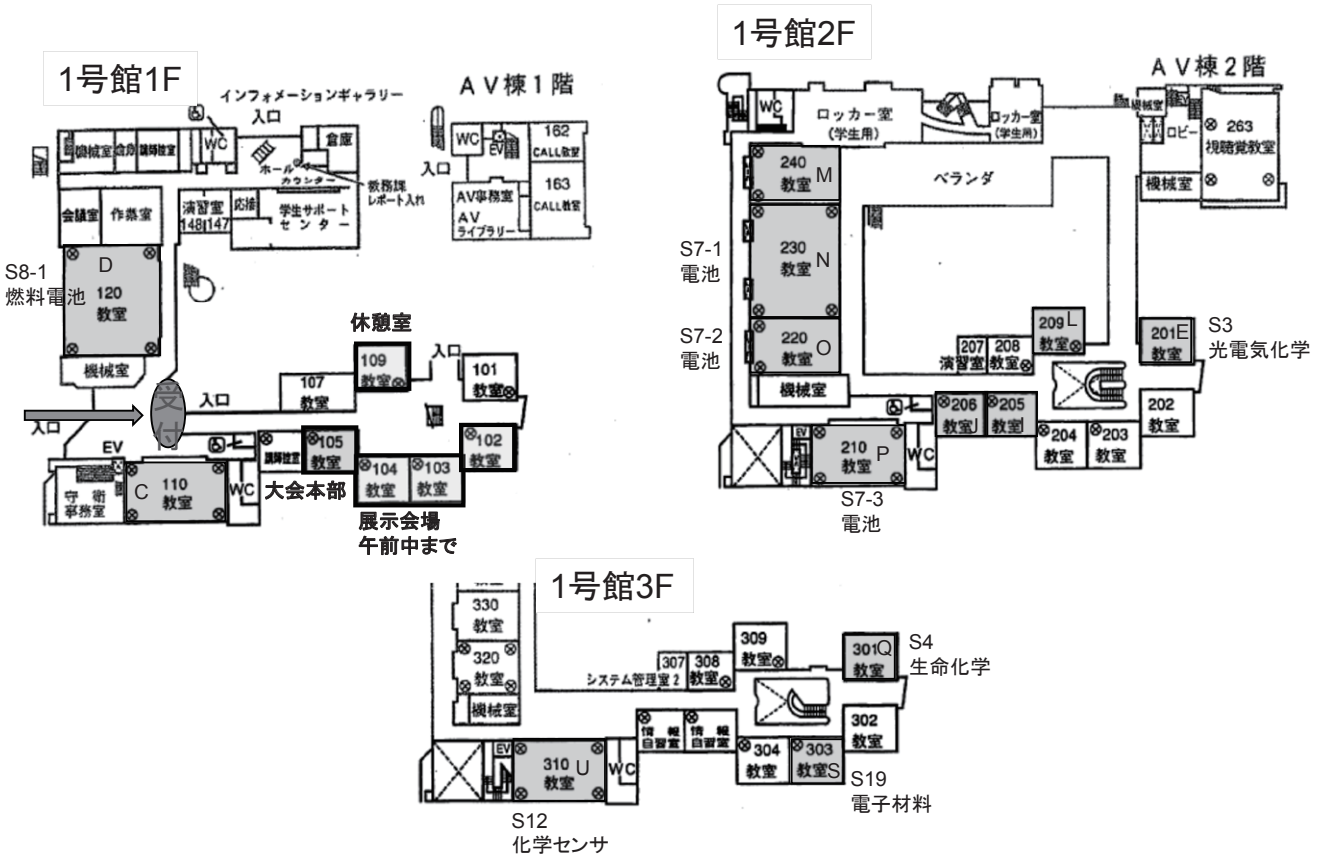 1号館1F
インフォメーションギャラリー
入口
機械室
倉庫
講師控室
WC
倉庫
ホール
カウンター
教務課
レポート入れ
会議室
作業室
演習室
148
147
応接
学生サポート
センター
S8-1
燃料電池
D
120
教室
機械室
入口
受付
入口
EV
守衛
事務室
C
110
教室
WC
講師控室
105
教室
大会本部
107
教室
休憩室
109
教室
入口
101
教室
102
教室
104
教室
103
教室
展示会場
午前中まで
AV棟1階
入口
WC
EV
162
CALL教室
163
CALL教室
AV事務室
AV
ライブラリー
1号館2F
WC
ロッカー室
(学生用)
ロッカー室
(学生用)
ベランダ
240
教室
M
S7-1
電池
230
教室
N
S7-2
電池
220
教室
O
機械室
EV
210
教室
P
WC
S7-3
電池
206
教室
J
205
教室
I
204
教室
203
教室
202
教室
207
演習室
208
教室
209
教室
L
201
教室
E
S3
光電気化学
AV棟2階
機械室
EV
ロビー
263
視聴覚教室
機械室
1号館3F
330
教室
320
教室
機械室
EV
310
教室
U
WC
S12
化学センサ
情報
自習室
情報
自習室
システム管理室2
307
308
教室
309
教室
301
教室
Q
S4
生命化学
302
教室
304
教室
303
教室
S
S19
電子材料